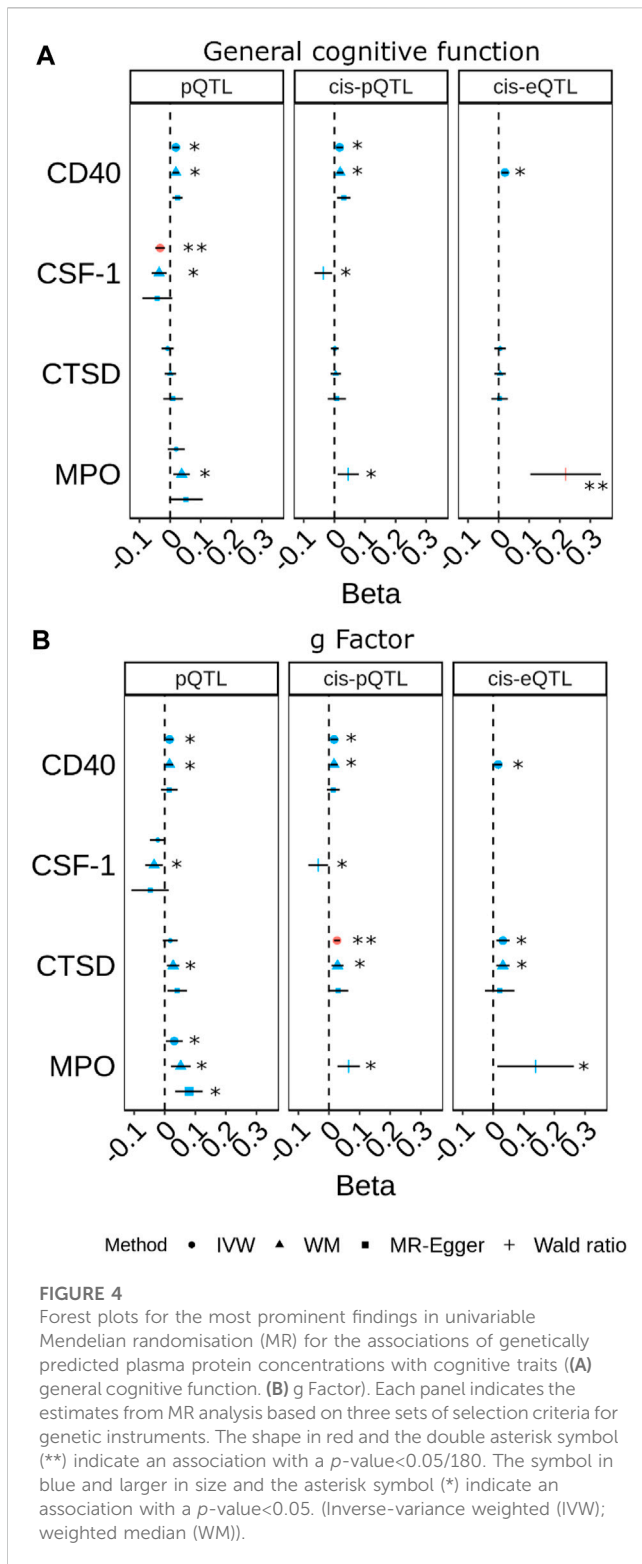 A
General cognitive function
pQTL cis-pQTL cis-eQTL
CD40
*
*
*
*
*
CSF-1
**
*
*
CTSD
MPO
*
*
**
-0.1 0 0.1 0.2 0.3 -0.1 0 0.1 0.2 0.3 -0.1 0 0.1 0.2 0.3
Beta
B
g Factor
pQTL cis-pQTL cis-eQTL
CD40
*
*
*
*
*
CSF-1
*
*
CTSD
**
*
*
*
*
MPO
*
*
*
*
*
-0.1 0 0.1 0.2 0.3 -0.1 0 0.1 0.2 0.3 -0.1 0 0.1 0.2 0.3
Beta
Method IVW WM MR-Egger Wald ratio
FIGURE 4
Forest plots for the most prominent findings in univariable
Mendelian randomisation (MR) for the associations of genetically
predicted plasma protein concentrations with cognitive traits ((A)
general cognitive function. (B) g Factor). Each panel indicates the
estimates from MR analysis based on three sets of selection criteria for
genetic instruments. The shape in red and the double asterisk symbol
(**) indicate an association with a p-value<0.05/180. The symbol in
blue and larger in size and the asterisk symbol (*) indicate an
association with a p-value<0.05. (Inverse-variance weighted (IVW);
weighted median (WM)).